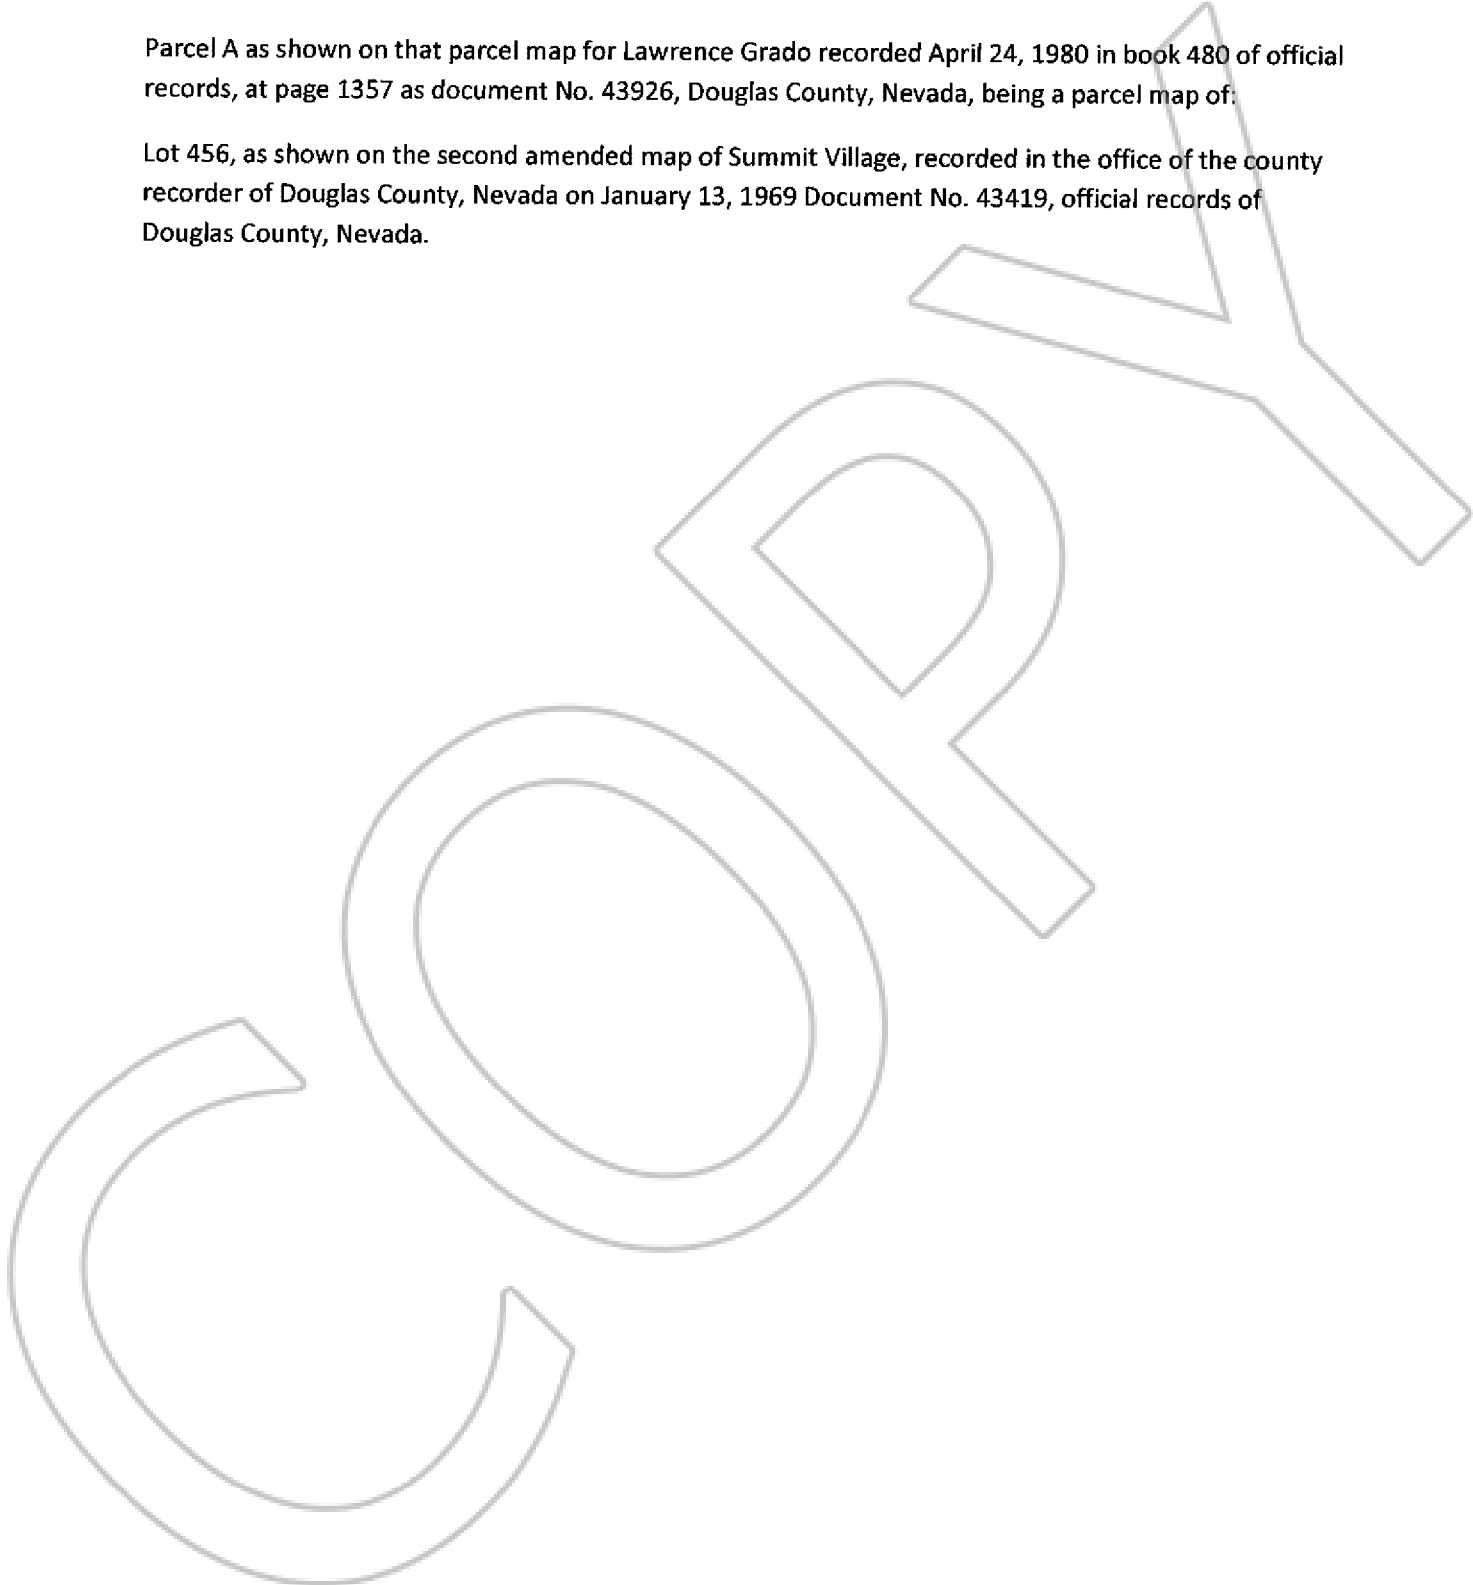 Parcel A as shown on that parcel map for Lawrence Grado recorded April 24, 1980 in book 480 of official
records, at page 1357 as document No. 43926, Douglas County, Nevada, being a parcel map of:
Lot 456, as shown on the second amended map of Summit Village, recorded in the office of the county
recorder of Douglas County, Nevada on January 13, 1969 Document No. 43419, official records of
Douglas County, Nevada.
COPY